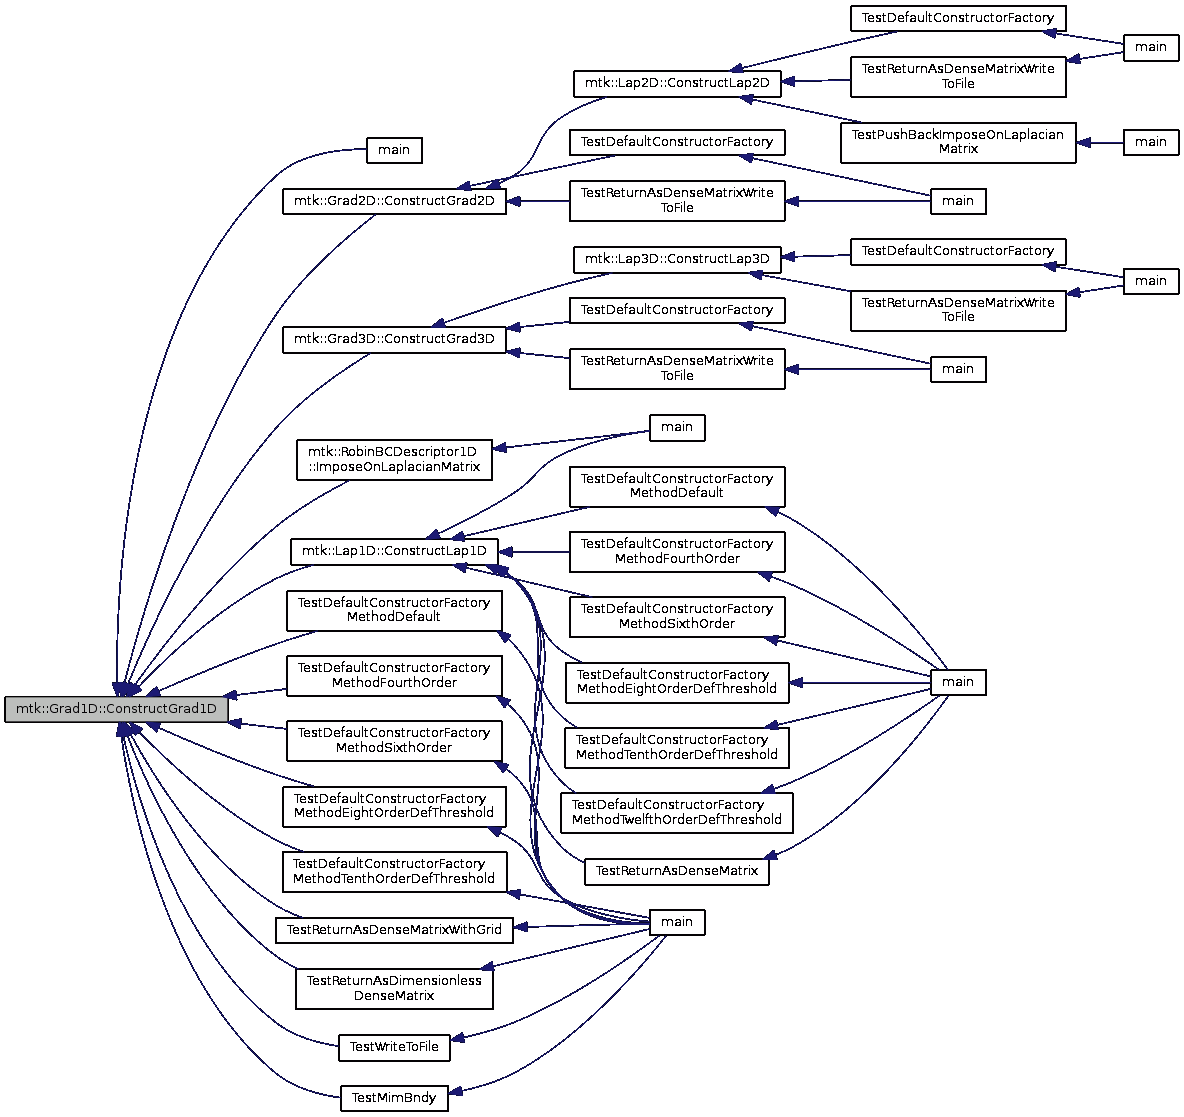 TestDefaultConstructorFactory
main
TestReturnAsDenseMatrixWrite
ToFile
mtk::Lap2D::ConstructLap2D
TestPushBackImposeOnLaplacian
Matrix
main
TestDefaultConstructorFactory
main
mtk::Grad2D::ConstructGrad2D
TestReturnAsDenseMatrixWrite
ToFile
main
TestDefaultConstructorFactory
mtk::Lap3D::ConstructLap3D
main
TestReturnAsDenseMatrixWrite
ToFile
TestDefaultConstructorFactory
mtk::Grad3D::ConstructGrad3D
TestReturnAsDenseMatrixWrite
ToFile
main
main
mtk::RobinBCDescriptor1D
::ImposeOnLaplacianMatrix
TestDefaultConstructorFactory
MethodDefault
mtk::Lap1D::ConstructLap1D
TestDefaultConstructorFactory
MethodFourthOrder
TestDefaultConstructorFactory
MethodDefault
TestDefaultConstructorFactory
MethodSixthOrder
TestDefaultConstructorFactory
MethodFourthOrder
TestDefaultConstructorFactory
MethodEightOrderDefThreshold
main
mtk::Grad1D::ConstructGrad1D
TestDefaultConstructorFactory
MethodSixthOrder
TestDefaultConstructorFactory
MethodTenthOrderDefThreshold
TestDefaultConstructorFactory
MethodEightOrderDefThreshold
TestDefaultConstructorFactory
MethodTwelfthOrderDefThreshold
TestDefaultConstructorFactory
MethodTenthOrderDefThreshold
TestReturnAsDenseMatrix
TestReturnAsDenseMatrixWithGrid
main
TestReturnAsDimensionless
DenseMatrix
TestWriteToFile
TestMimBndy